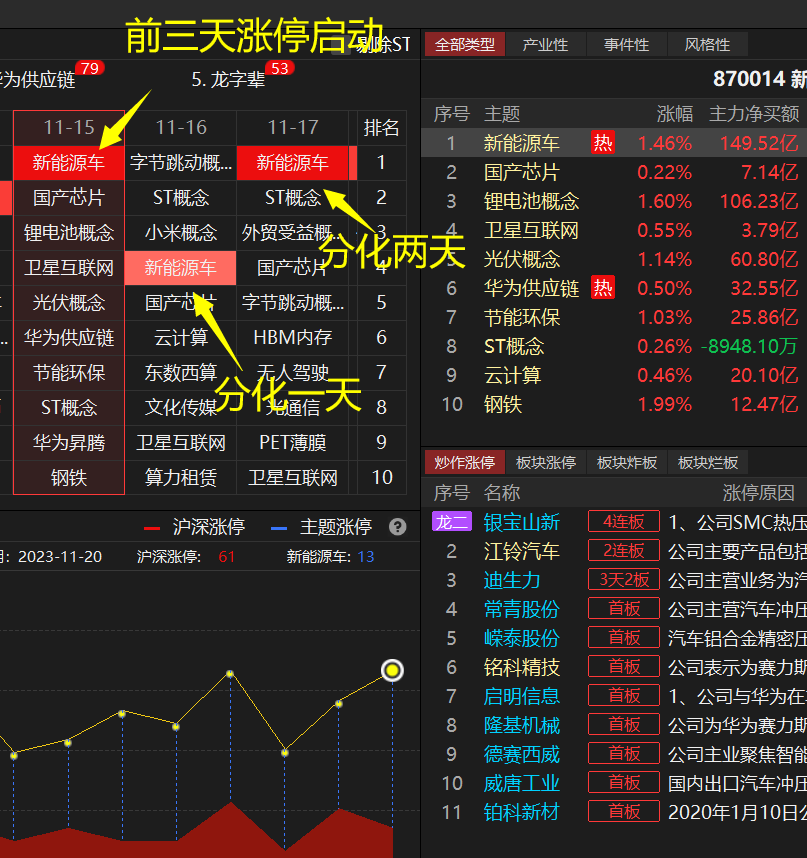 前三天涨停启动
剔除ST
华为供应链 79
5. 龙字辈 53
11-15 11-16 11-17 排名
新能源车 字节跳动概... 新能源车 1
国产芯片 ST概念 ST概念 2
锂电池概念 小米概念 外贸受益概... 3
分化两天
卫星互联网 新能源车 国产芯片 4
光伏概念 国产芯片 字节跳动概... 5
华为供应链 云计算 HBM内存 6
节能环保 东数西算 无人驾驶 7
分化一天
ST概念 文化传媒 光通信 8
华为昇腾 卫星互联网 PET薄膜 9
钢铁 算力租赁 卫星互联网 10
沪深涨停 主题涨停 ?
2023-11-20 沪深涨停: 61 新能源车: 13
全部类型 产业性 事件性 风格性
870014 新
序号 主题 涨幅 主力净买额
1 新能源车 热 1.46% 149.52亿
2 国产芯片 0.22% 7.14亿
3 锂电池概念 1.60% 106.23亿
4 卫星互联网 0.55% 3.79亿
5 光伏概念 1.14% 60.80亿
6 华为供应链 热 0.50% 32.55亿
7 节能环保 1.03% 25.86亿
8 ST概念 0.26% -8948.10万
9 云计算 0.46% 20.10亿
10 钢铁 1.99% 12.47亿
炒作涨停 板块涨停 板块炸板 板块烂板
序号 名称 涨停原因
龙二 银宝山新 4连板 1、公司SMC热压
2 江铃汽车 2连板 公司主要产品包括
3 迪生力 3天2板 公司主营业务为汽
4 常青股份 首板 公司主营汽车冲压
5 嵘泰股份 首板 汽车铝合金精密压
6 铭科精技 首板 公司表示为赛力斯
7 启明信息 首板 1、公司与华为在
8 隆基机械 首板 公司为华为赛力斯
9 德赛西威 首板 公司主业聚焦智能
10 威唐工业 首板 国内出口汽车冲压
11 铂科新材 首板 2020年1月10日公